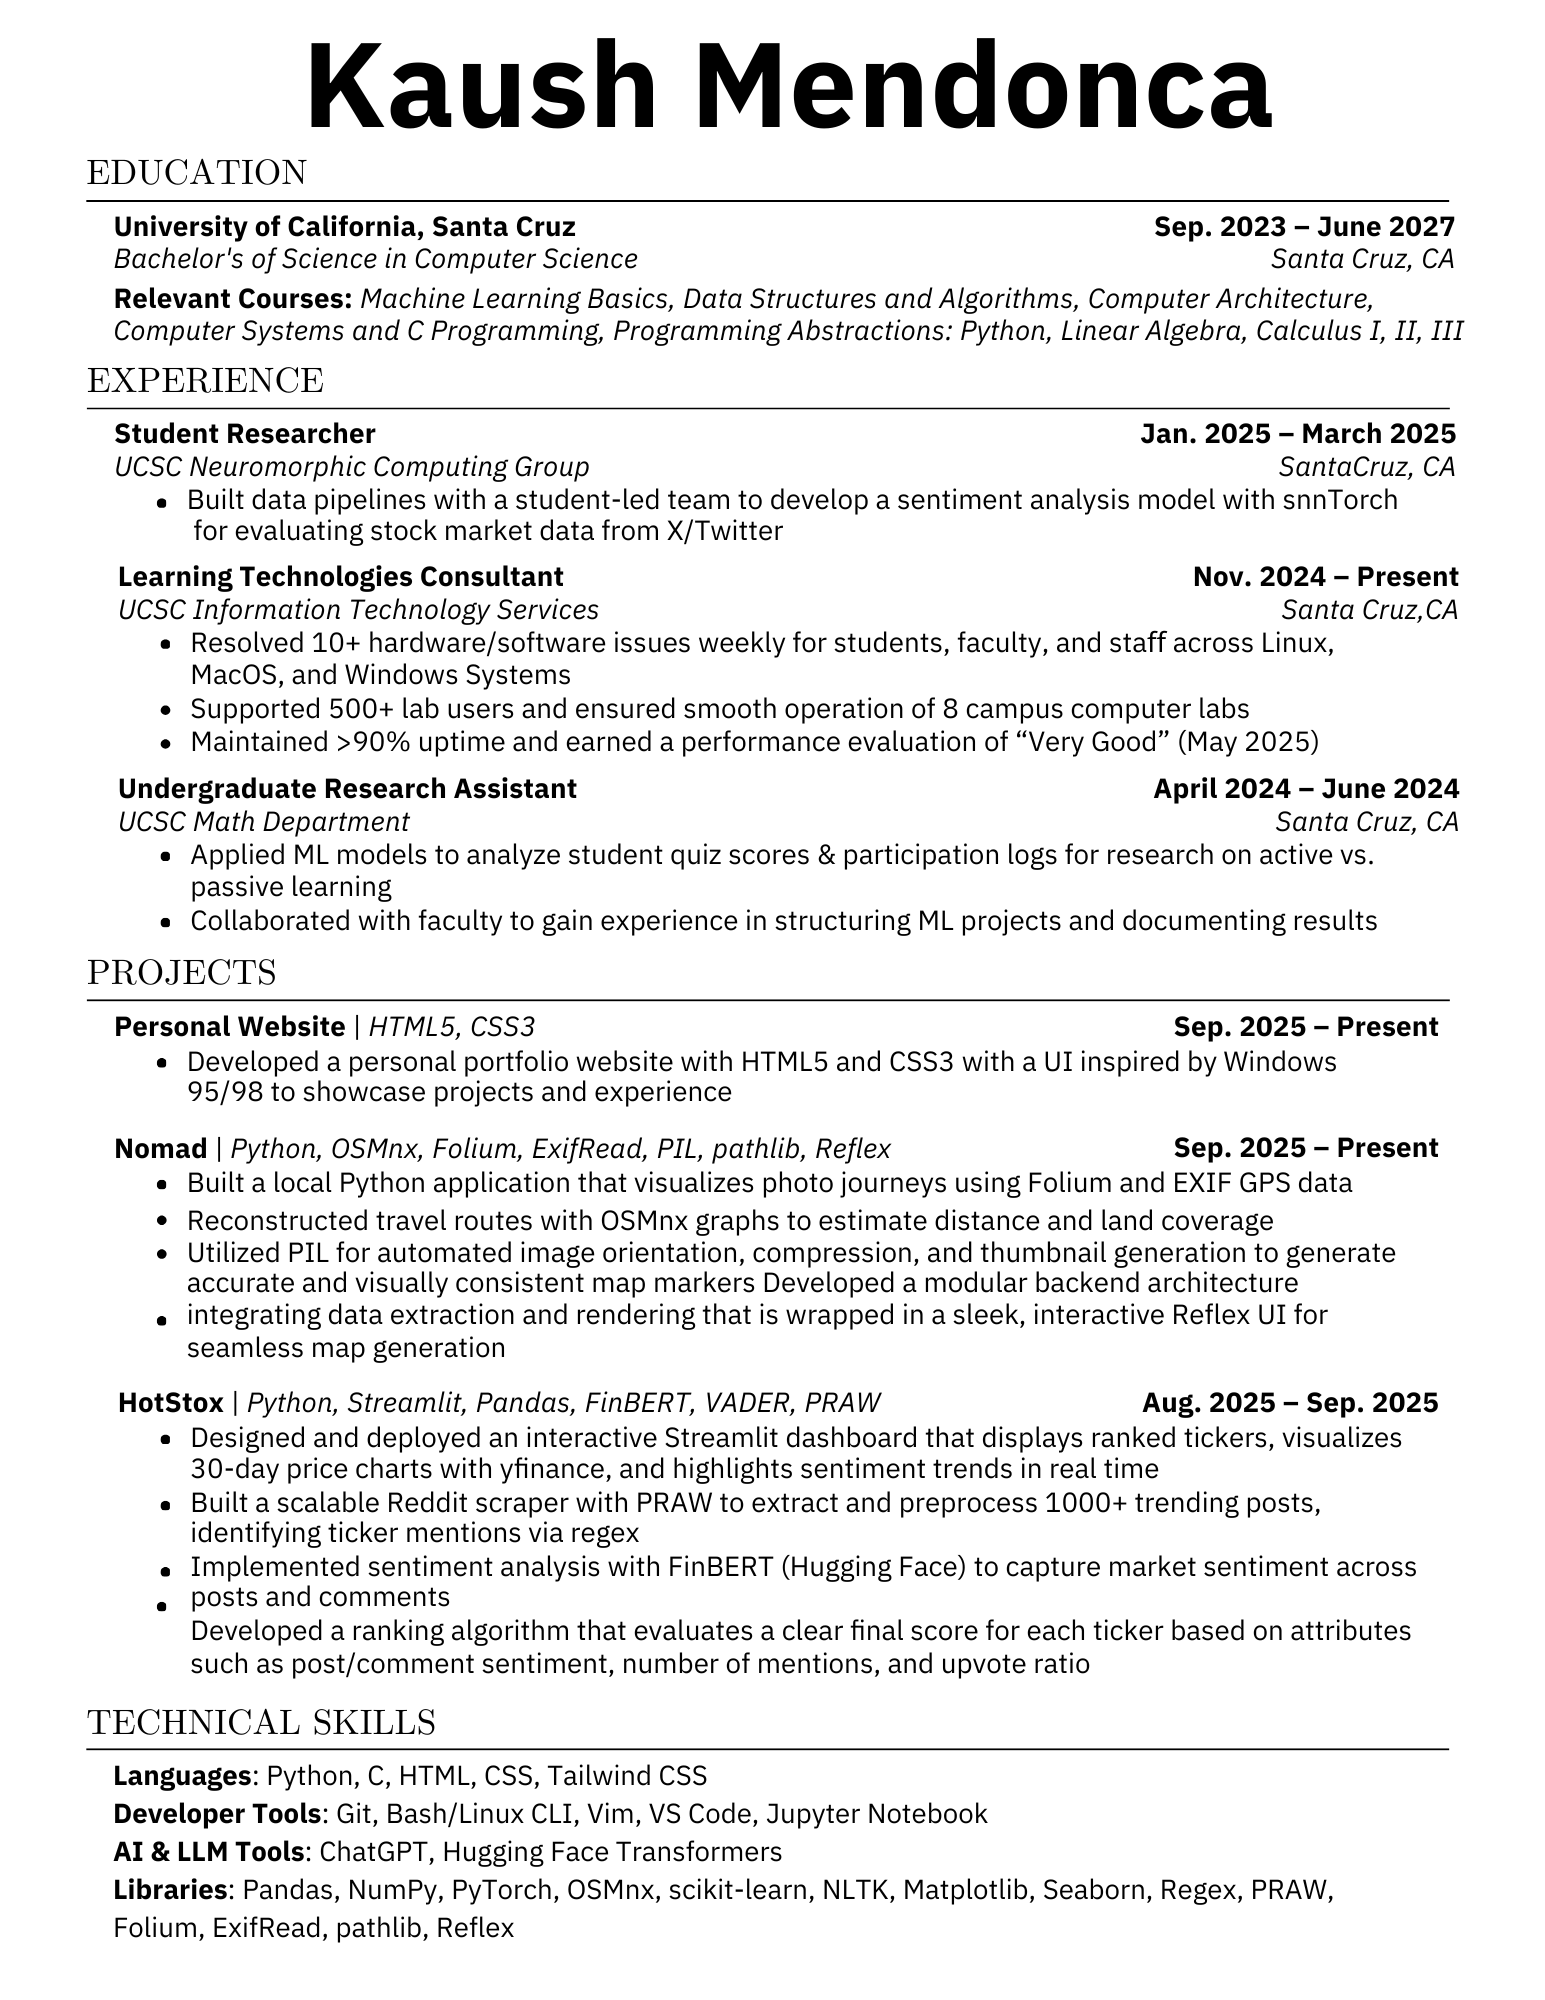 Kaush Mendonca
EDUCATION
University of California, Santa Cruz Sep. 2023 – June 2027
Bachelor's of Science in Computer Science Santa Cruz, CA
Relevant Courses: Machine Learning Basics, Data Structures and Algorithms, Computer Architecture,
Computer Systems and C Programming, Programming Abstractions: Python, Linear Algebra, Calculus I, II, III
EXPERIENCE
Student Researcher Jan. 2025 – March 2025
UCSC Neuromorphic Computing Group SantaCruz, CA
• Built data pipelines with a student-led team to develop a sentiment analysis model with snnTorch
for evaluating stock market data from X/Twitter
Learning Technologies Consultant Nov. 2024 – Present
UCSC Information Technology Services Santa Cruz,CA
• Resolved 10+ hardware/software issues weekly for students, faculty, and staff across Linux,
MacOS, and Windows Systems
• Supported 500+ lab users and ensured smooth operation of 8 campus computer labs
• Maintained >90% uptime and earned a performance evaluation of “Very Good” (May 2025)
Undergraduate Research Assistant April 2024 – June 2024
UCSC Math Department Santa Cruz, CA
• Applied ML models to analyze student quiz scores & participation logs for research on active vs.
passive learning
• Collaborated with faculty to gain experience in structuring ML projects and documenting results
PROJECTS
Personal Website | HTML5, CSS3 Sep. 2025 – Present
• Developed a personal portfolio website with HTML5 and CSS3 with a UI inspired by Windows
95/98 to showcase projects and experience
Nomad | Python, OSMnx, Folium, ExifRead, PIL, pathlib, Reflex Sep. 2025 – Present
• Built a local Python application that visualizes photo journeys using Folium and EXIF GPS data
• Reconstructed travel routes with OSMnx graphs to estimate distance and land coverage
• Utilized PIL for automated image orientation, compression, and thumbnail generation to generate
accurate and visually consistent map markers Developed a modular backend architecture
• integrating data extraction and rendering that is wrapped in a sleek, interactive Reflex UI for
seamless map generation
HotStox | Python, Streamlit, Pandas, FinBERT, VADER, PRAW Aug. 2025 – Sep. 2025
• Designed and deployed an interactive Streamlit dashboard that displays ranked tickers, visualizes
30-day price charts with yfinance, and highlights sentiment trends in real time
• Built a scalable Reddit scraper with PRAW to extract and preprocess 1000+ trending posts,
identifying ticker mentions via regex
• Implemented sentiment analysis with FinBERT (Hugging Face) to capture market sentiment across
• posts and comments
Developed a ranking algorithm that evaluates a clear final score for each ticker based on attributes
such as post/comment sentiment, number of mentions, and upvote ratio
TECHNICAL SKILLS
Languages: Python, C, HTML, CSS, Tailwind CSS
Developer Tools: Git, Bash/Linux CLI, Vim, VS Code, Jupyter Notebook
AI & LLM Tools: ChatGPT, Hugging Face Transformers
Libraries: Pandas, NumPy, PyTorch, OSMnx, scikit-learn, NLTK, Matplotlib, Seaborn, Regex, PRAW,
Folium, ExifRead, pathlib, Reflex